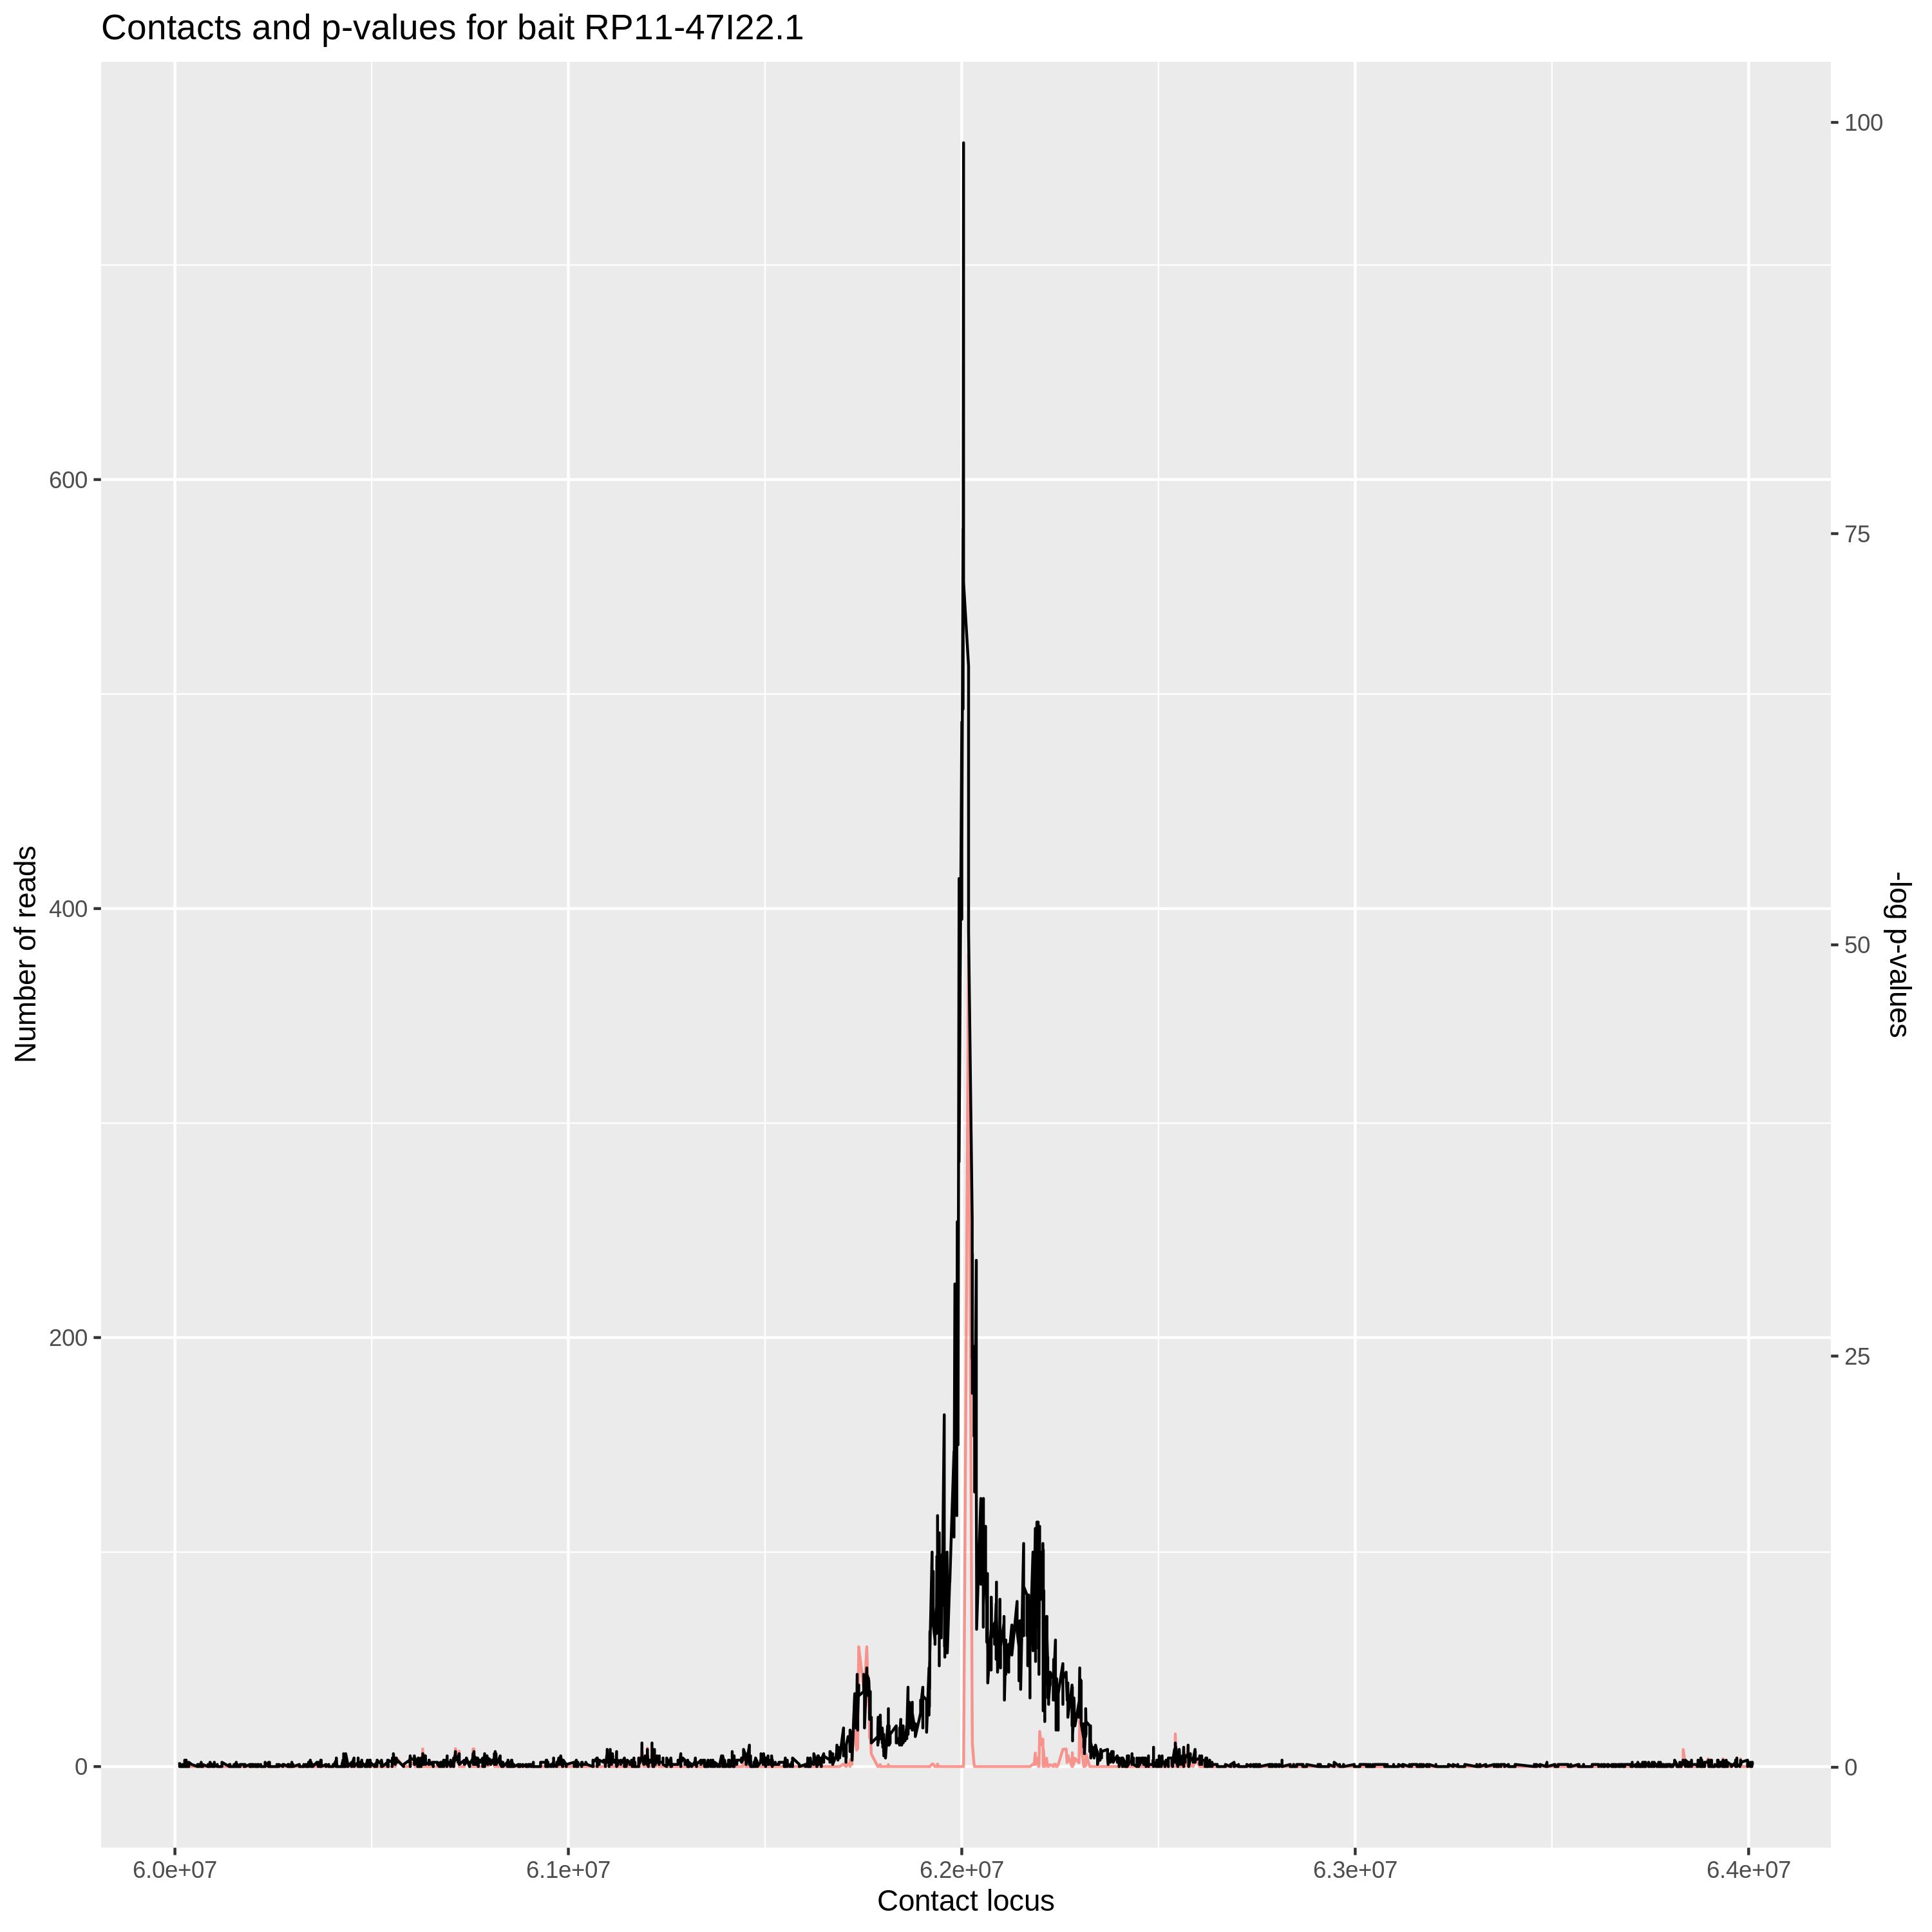 Contacts and p-values for bait RP11-47I22.1
100
600
75
400
50
200
25
0
0
Number of reads
-log p-values
6.0e+07
6.1e+07
6.2e+07
6.3e+07
6.4e+07
Contact locus